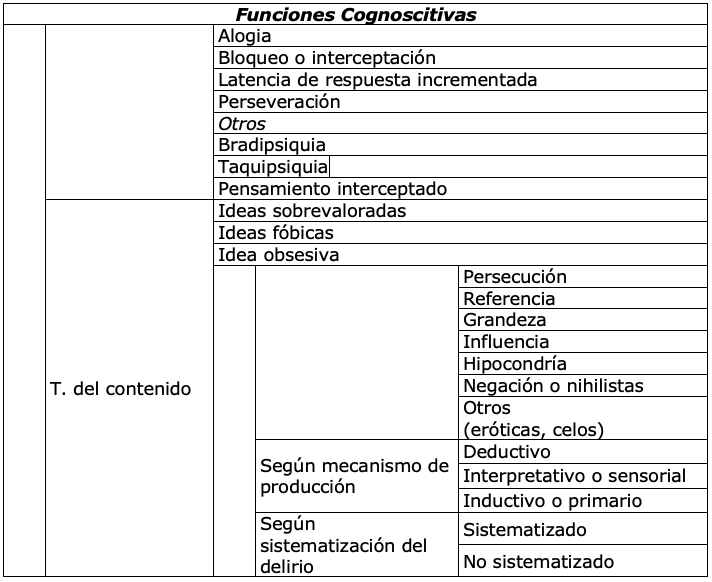 Funciones Cognoscitivas
Alogia
Bloqueo o interceptación
Latencia de respuesta incrementada
Perseveración
Otros
Bradipsiquia
Taquipsiquia
Pensamiento interceptado
T. del contenido
Ideas sobrevaloradas
Ideas fóbicas
Idea obsesiva
Persecución
Referencia
Grandeza
Influencia
Hipocondría
Negación o nihilistas
Otros
(eróticas, celos)
Según mecanismo de
producción
Deductivo
Interpretativo o sensorial
Inductivo o primario
Según
sistematización del
delirio
Sistematizado
No sistematizado